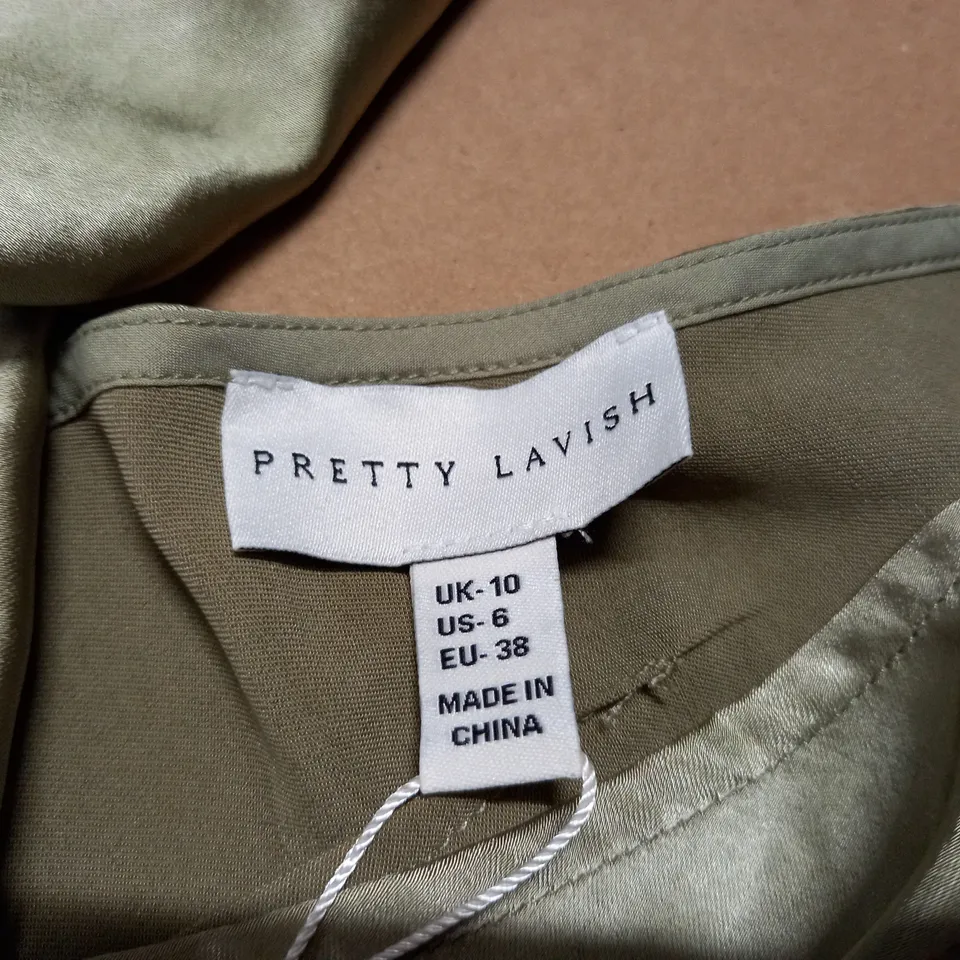 PRETTY LAVISH
UK- 10
US- 6
EU- 38
MADE IN
CHINA